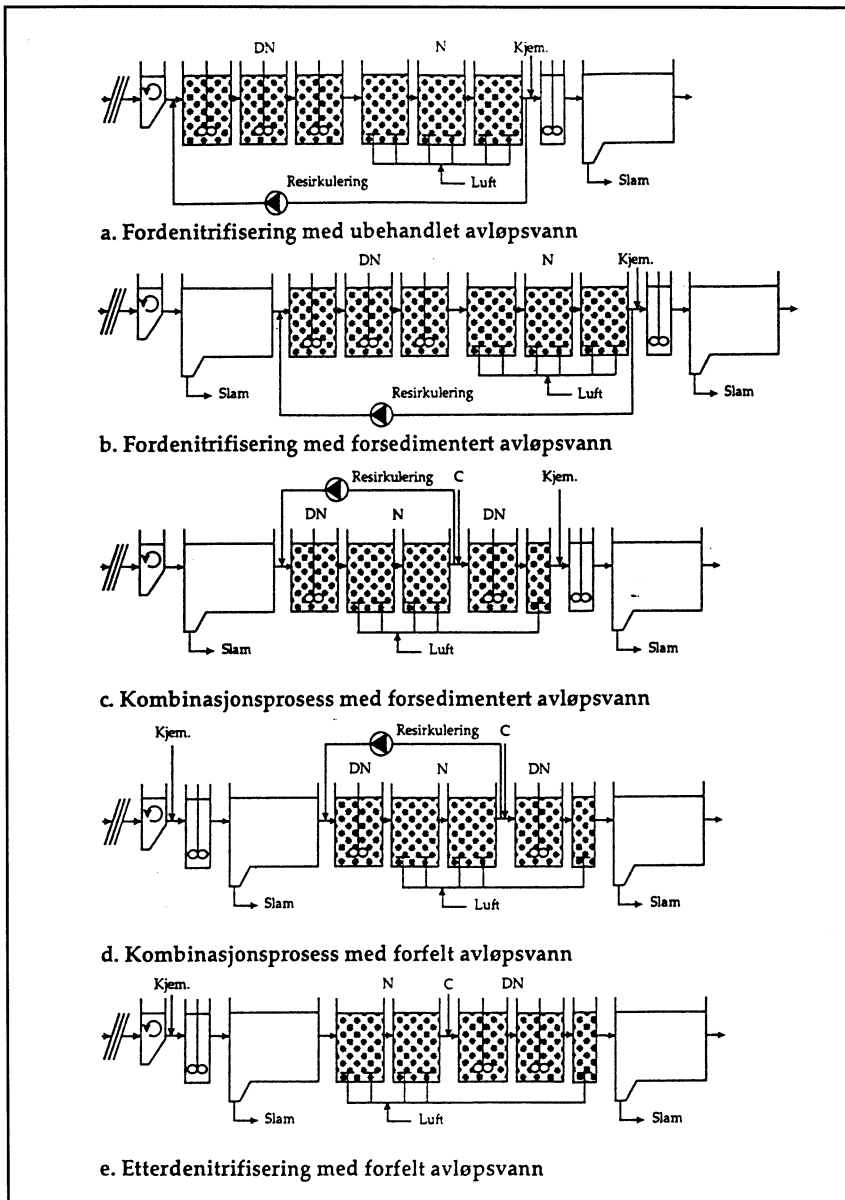 DN N Kjem.
Resirkulering Luft Slam
a. Fordenitrifisering med ubehandlet avløpsvann
DN N Kjem.
Slam Resirkulering Luft Slam
b. Fordenitrifisering med forsedimentert avløpsvann
Resirkulering C Kjem.
DN N DN
Slam Luft Slam
c. Kombinasjonsprosess med forsedimentert avløpsvann
Kjem. Resirkulering C
DN N DN
Slam Luft Slam
d. Kombinasjonsprosess med forfelt avløpsvann
Kjem. N C DN
Slam Luft Slam
e. Etterdenitrifisering med forfelt avløpsvann